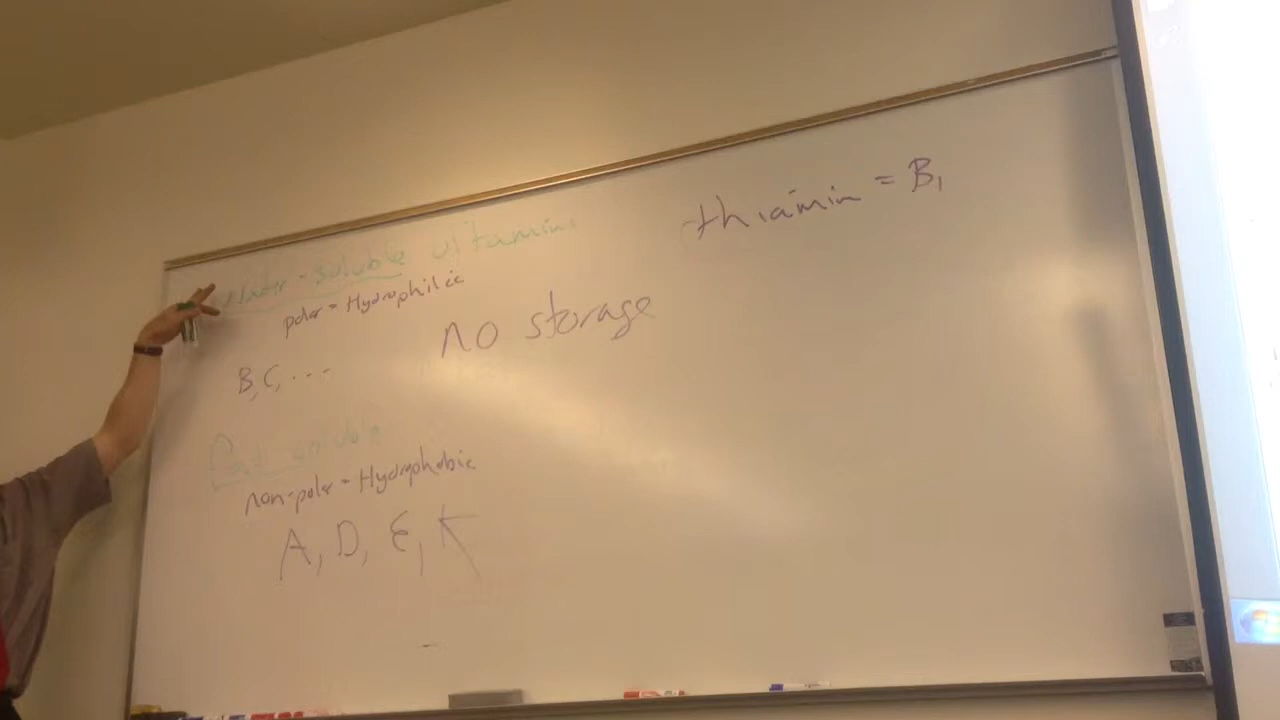 Water-soluble vitamins
polar = Hydrophilic
no storage
B, C, ...
Fat soluble
non-polar = Hydrophobic
A, D, E, K
thiamin = B₁